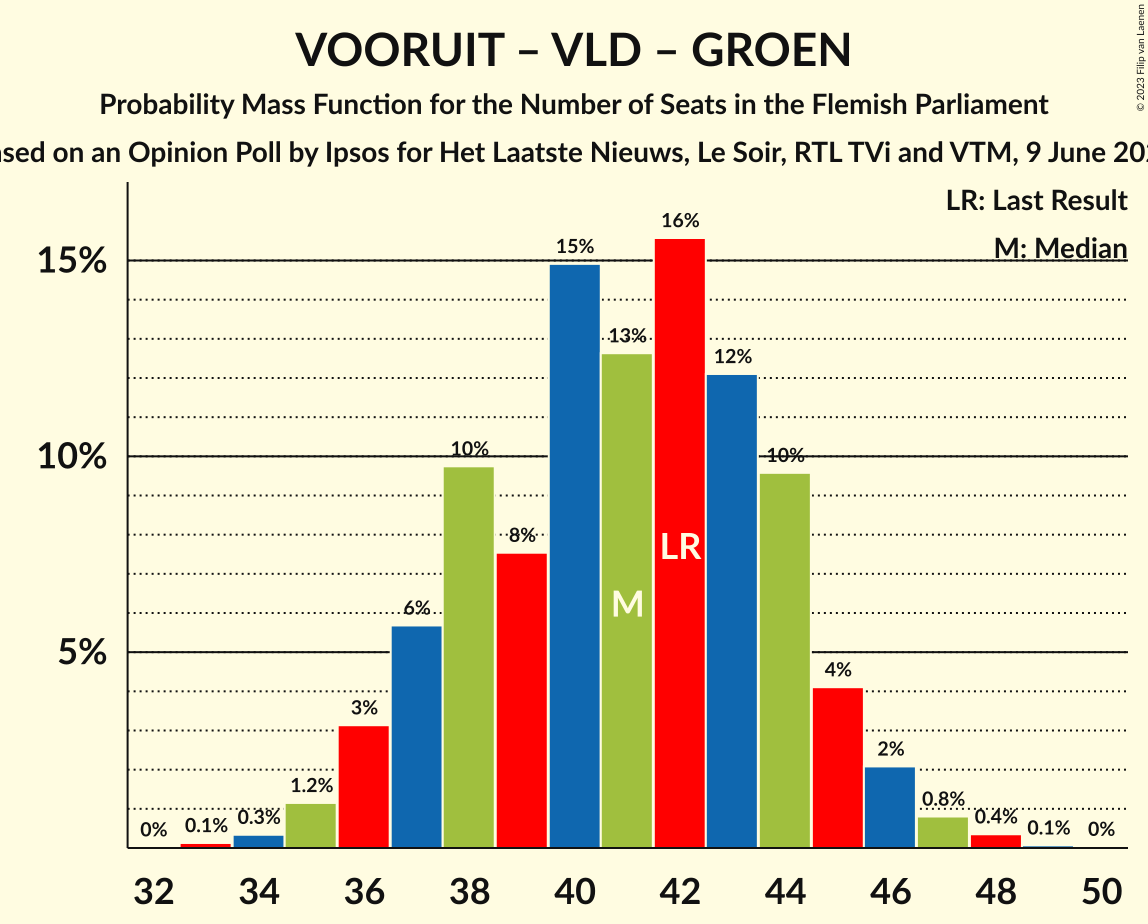 VOORUIT – VLD – GROEN
Probability Mass Function for the Number of Seats in the Flemish Parliament
on an Opinion Poll by Ipsos for Het Laatste Nieuws, Le Soir, RTL TVi and VTM, 9 June
© 2023 Filip van Laenen
LR: Last Result
M: Median
15%
10%
5%
0%
0.1%
0.3%
1.2%
3%
6%
10%
8%
15%
13%
16%
12%
10%
4%
2%
0.8%
0.4%
0.1%
0%
LR
M
32 34 36 38 40 42 44 46 48 50